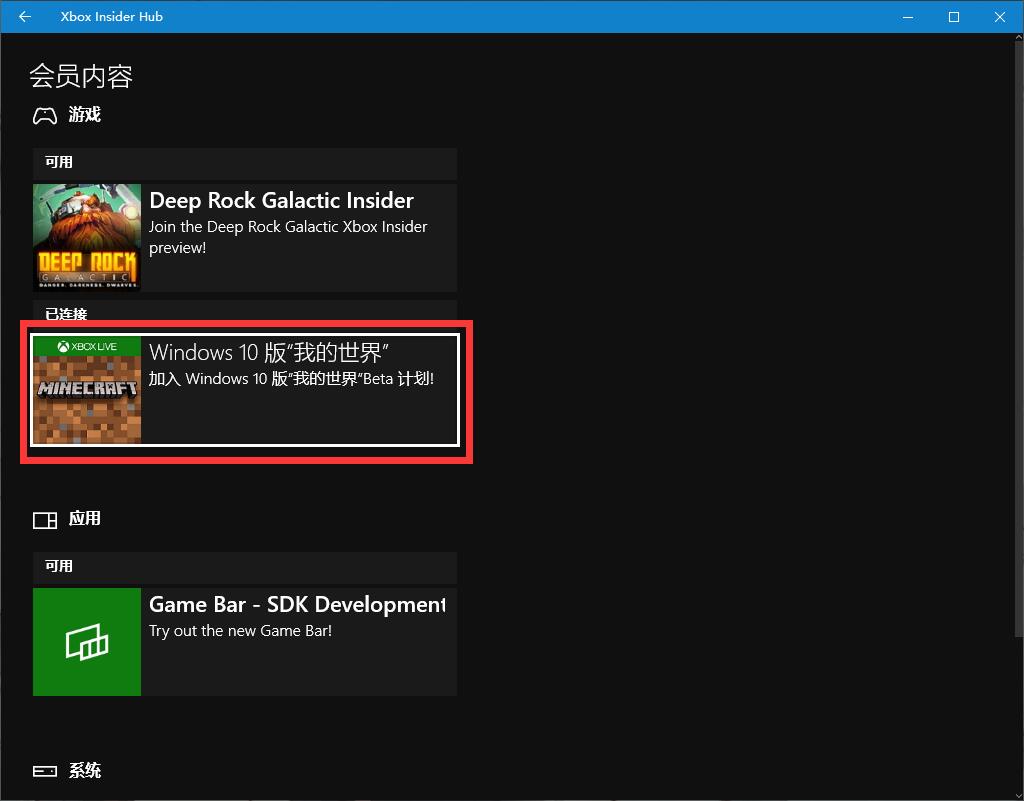 Xbox Insider Hub
会员内容
游戏
可用
Deep Rock Galactic Insider
Join the Deep Rock Galactic Xbox Insider
preview!
DEEP ROCK
GALACTIC
DANGER. DARKNESS. DWARVES.
已连接
XBOX LIVE
MINECRAFT
Windows 10 版“我的世界”
加入 Windows 10 版“我的世界”Beta 计划!
应用
可用
Game Bar - SDK Development
Try out the new Game Bar!
系统